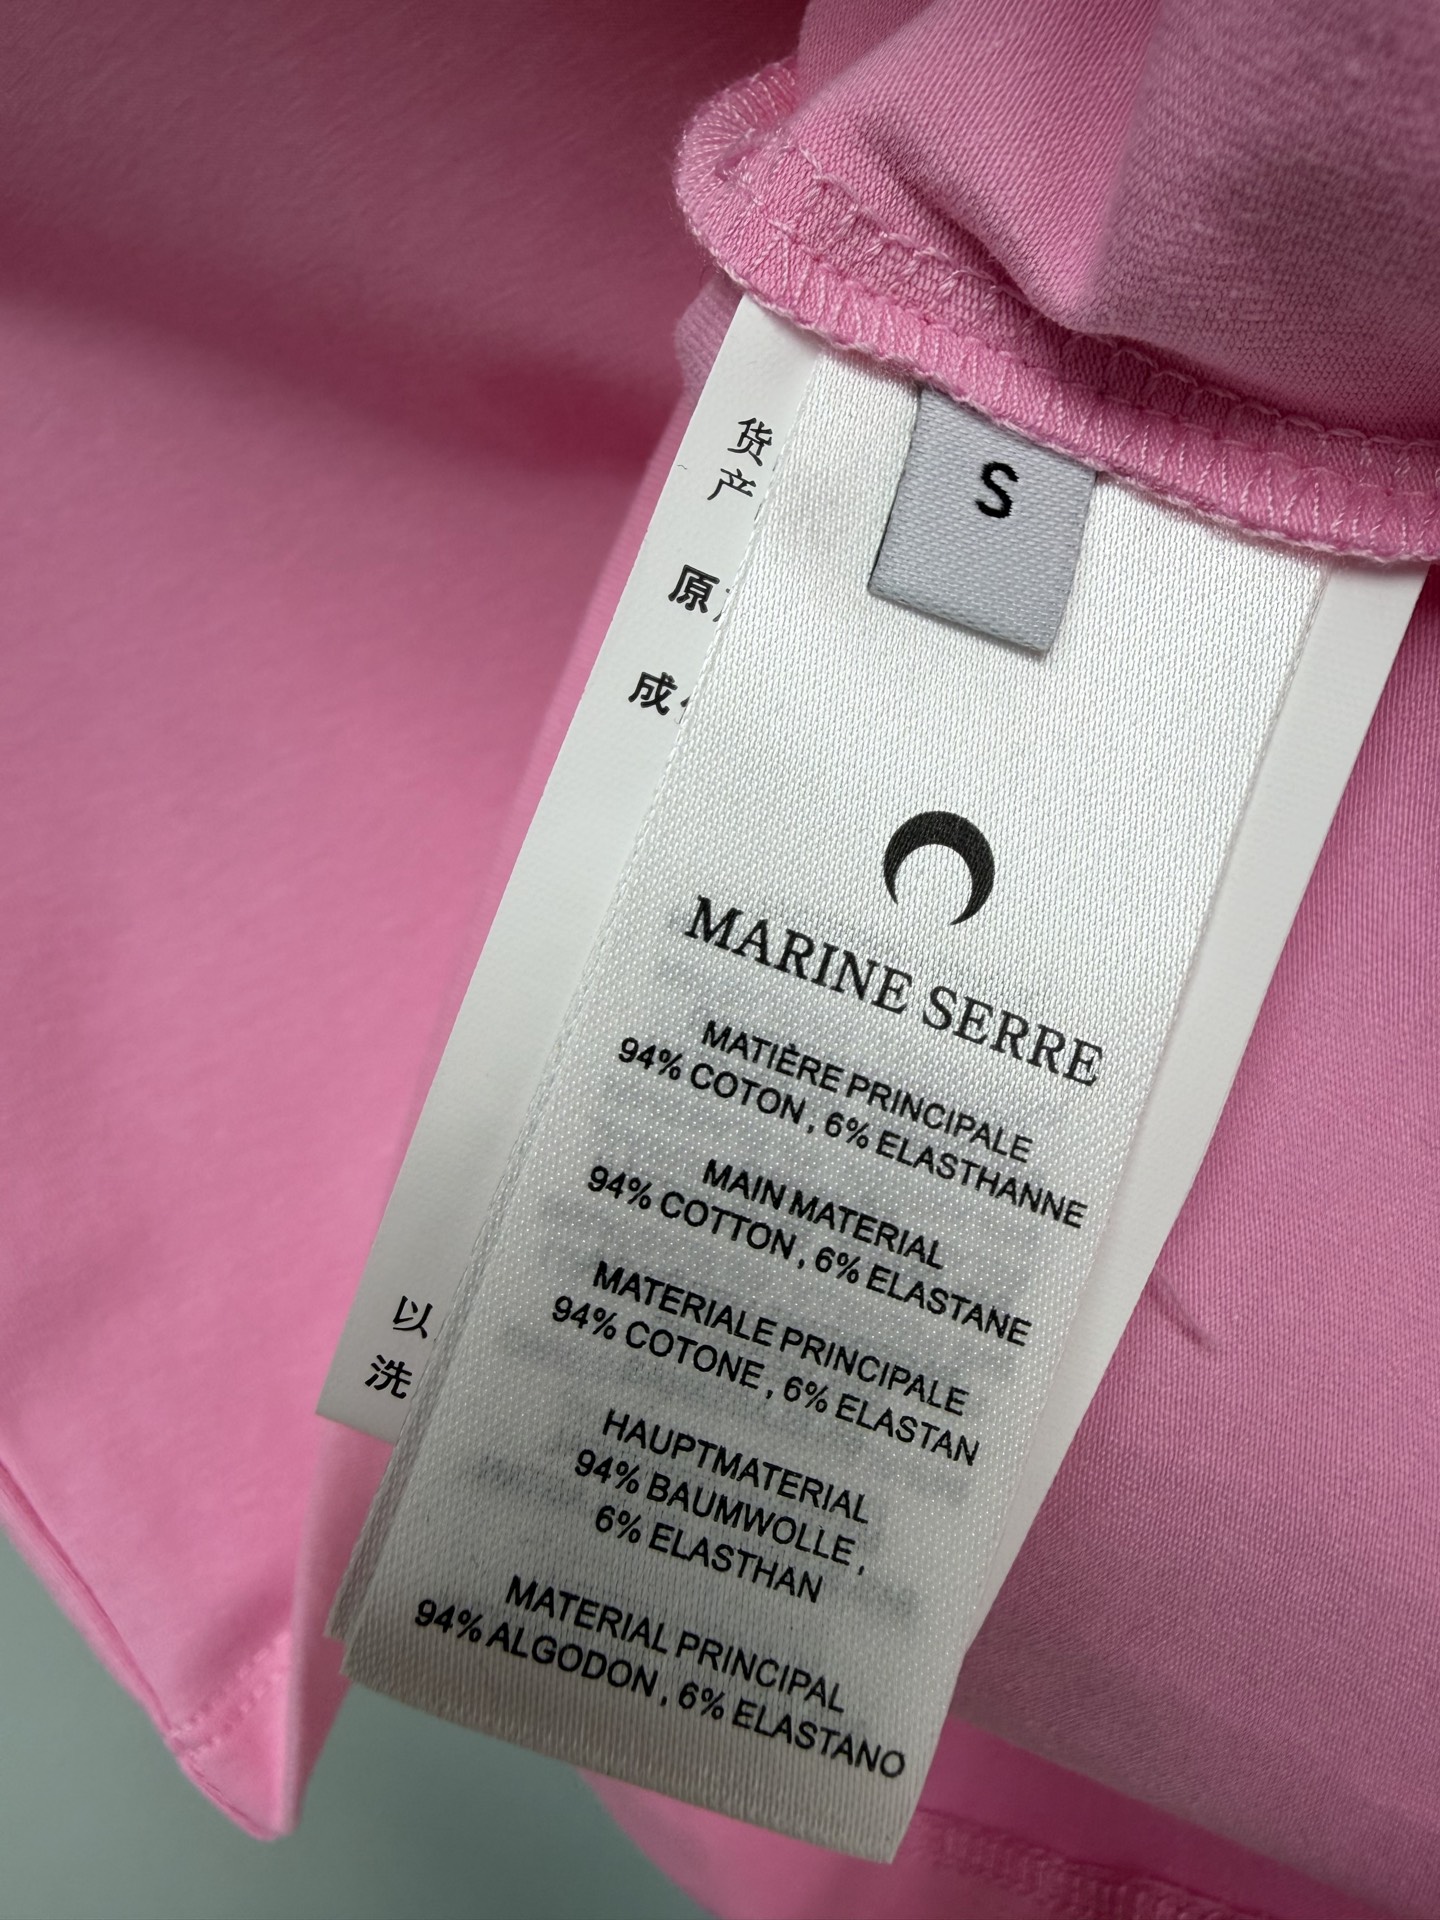 S
MARINE SERRE
MATIÈRE PRINCIPALE
94% COTON , 6% ELASTHANNE
MAIN MATERIAL
94% COTTON , 6% ELASTANE
MATERIALE PRINCIPALE
94% COTONE , 6% ELASTAN
HAUPTMATERIAL
94% BAUMWOLLE ,
6% ELASTHAN
MATERIAL PRINCIPAL
94% ALGODON , 6% ELASTANO
货
产
原
成
以
洗